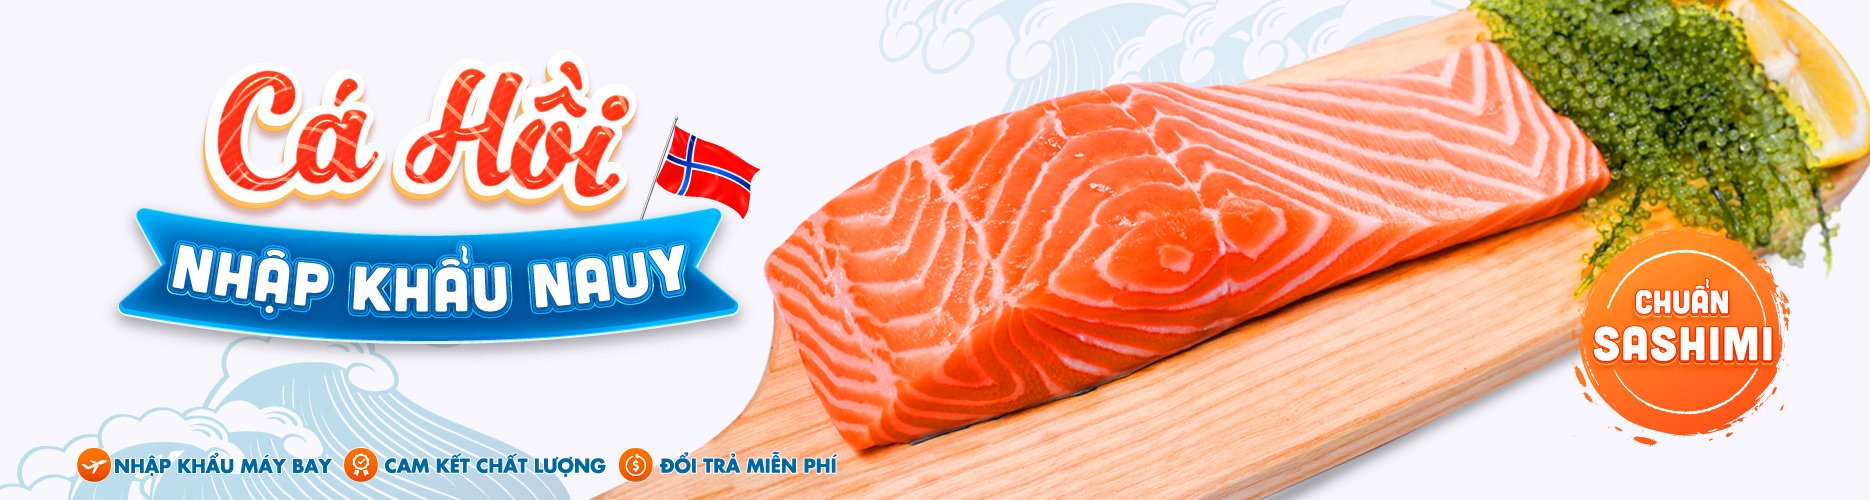 Cá Hồi
NHẬP KHẨU NAUY
CHUẨN
SASHIMI
NHẬP KHẨU MÁY BAY
CAM KẾT CHẤT LƯỢNG
ĐỔI TRẢ MIỄN PHÍ